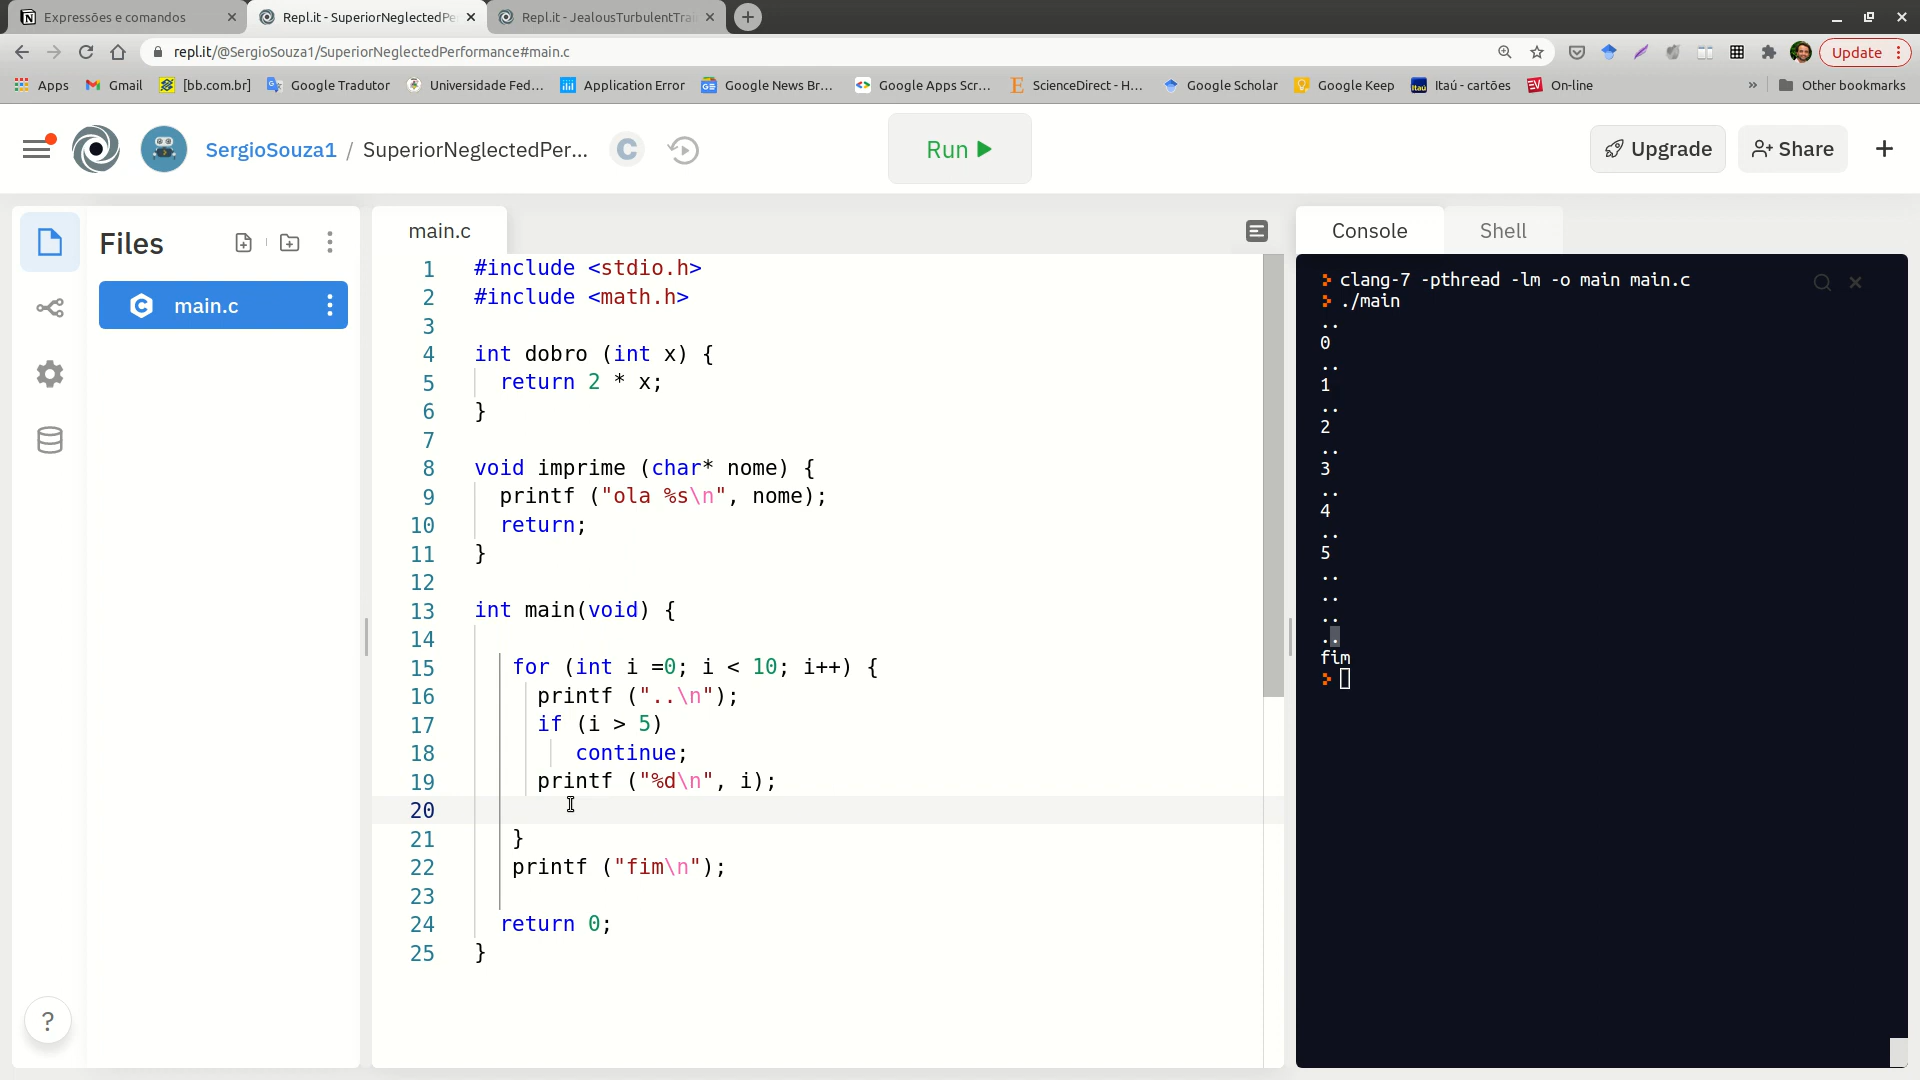 Expressões e comandos
Repl.it - SuperiorNeglectedPe
Repl.it - JealousTurbulentTrai
repl.it/@SergioSouza1/SuperiorNeglectedPerformance#main.c
Update
Apps
Gmail
[bb.com.br]
Google Tradutor
Universidade Fed...
Application Error
Google News Br...
Google Apps Scr...
ScienceDirect - H...
Google Scholar
Google Keep
Itaú - cartões
On-line
»
Other bookmarks
SergioSouza1 / SuperiorNeglectedPer...
C
Run
Upgrade
Share
Files
main.c
main.c
1 #include <stdio.h>
2 #include <math.h>
3
4 int dobro (int x) {
5 return 2 * x;
6 }
7
8 void imprime (char* nome) {
9 printf ("ola %s\n", nome);
10 return;
11 }
12
13 int main(void) {
14
15 for (int i =0; i < 10; i++) {
16 printf ("..\n");
17 if (i > 5)
18 continue;
19 printf ("%d\n", i);
20
21 }
22 printf ("fim\n");
23
24 return 0;
25 }
?
Console
Shell
clang-7 -pthread -lm -o main main.c
./main
..
0
..
1
..
2
..
3
..
4
..
5
..
..
..
..
fim